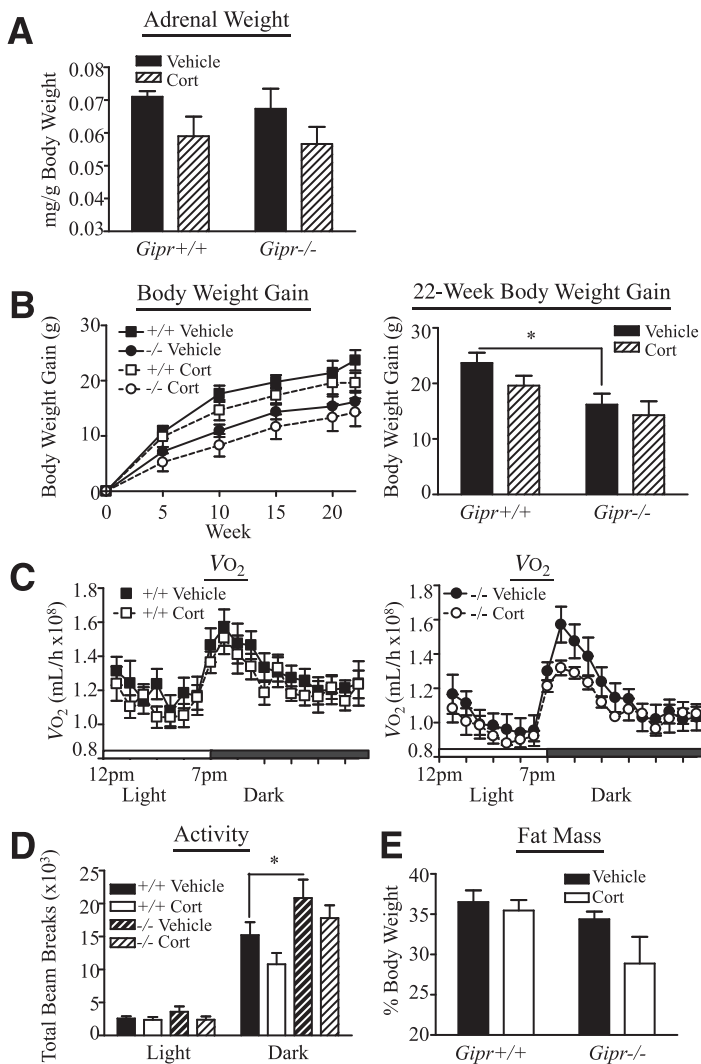 A
Adrenal Weight
Vehicle
Cort
mg/g Body Weight
0.08
0.07
0.06
0.05
0.04
0.03
Gipr+/+
Gipr-/-
B
Body Weight Gain
+/+ Vehicle
-/- Vehicle
+/+ Cort
-/- Cort
Body Weight Gain (g)
30
20
10
0
0
5
10
15
20
Week
22-Week Body Weight Gain
Vehicle
Cort
*
Body Weight Gain (g)
30
20
10
0
Gipr+/+
Gipr-/-
C
VO2
+/+ Vehicle
+/+ Cort
VO2 (mL/h x10⁸)
1.8
1.6
1.4
1.2
1.0
0.8
12pm
7pm
Light
Dark
VO2
-/- Vehicle
-/- Cort
VO2 (mL/h x10⁸)
1.8
1.6
1.4
1.2
1.0
0.8
12pm
7pm
Light
Dark
D
Activity
+/+ Vehicle
+/+ Cort
-/- Vehicle
-/- Cort
*
Total Beam Breaks (x10³)
25
20
15
10
5
0
Light
Dark
E
Fat Mass
Vehicle
Cort
% Body Weight
40
35
30
25
20
Gipr+/+
Gipr-/-